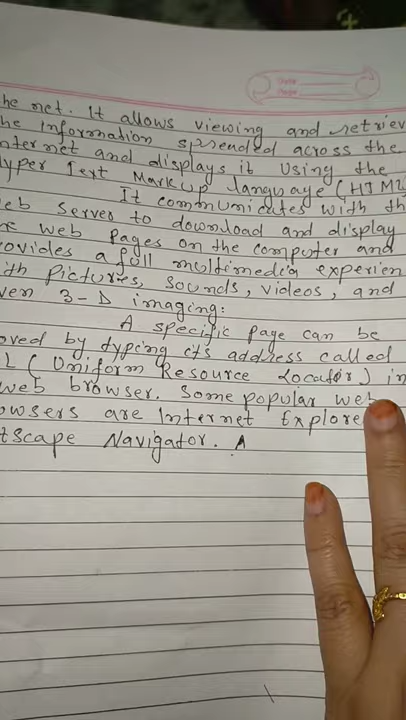 Date
Page
he net. It allows viewing and retriev
he information spreaded across the
nternet and displays it using the
yper Text Markup language (HTML
It communicates with th
eb server to download and display
e web pages on the computer and
ovides a full multimedia experien
ith pictures, sounds, videos, and
ven 3-D imaging:
A specific page can be
oved by typing its address called
L (Uniform Resource Locator) in
web browser. Some popular web
owsers are Internet Explore
tscape Navigator. A